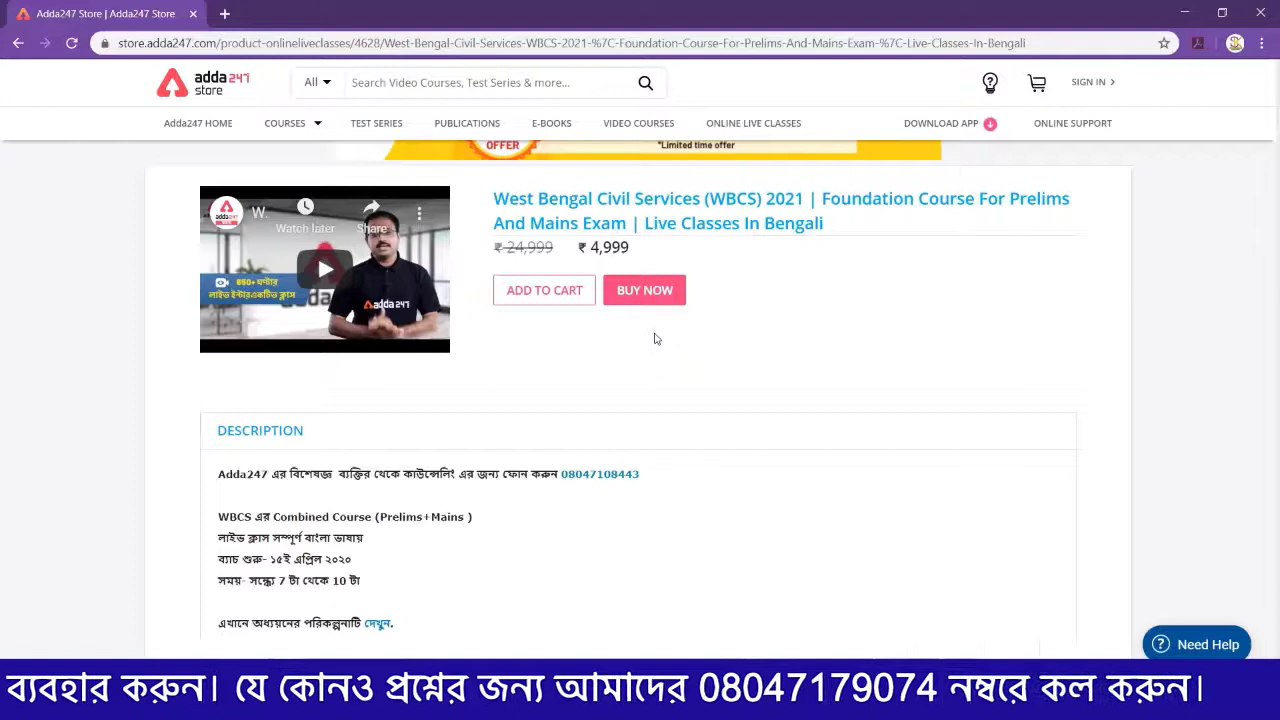 Adda247 Store | Adda247 Store
store.adda247.com/product-onlineliveclasses/4628/West-Bengal-Civil-Services-WBCS-2021-%7C-Foundation-Course-For-Prelims-And-Mains-Exam-%7C-Live-Classes-In-Bengali
adda247 store
All
Search Video Courses, Test Series & more...
SIGN IN >
Adda247 HOME
COURSES
TEST SERIES
PUBLICATIONS
E-BOOKS
VIDEO COURSES
ONLINE LIVE CLASSES
DOWNLOAD APP
ONLINE SUPPORT
OFFER
*Limited time offer
W.
Watch later
Share
adda247
650+ ঘণ্টার
লাইভ ইন্টারএকটিভ ক্লাস
adda247
West Bengal Civil Services (WBCS) 2021 | Foundation Course For Prelims
And Mains Exam | Live Classes In Bengali
₹ 24,999 ₹ 4,999
ADD TO CART
BUY NOW
DESCRIPTION
Adda247 এর বিশেষজ্ঞ ব্যক্তির থেকে কাউন্সেলিং এর জন্য ফোন করুন 08047108443
WBCS এর Combined Course (Prelims+Mains )
লাইভ ক্লাস সম্পূর্ণ বাংলা ভাষায়
ব্যাচ শুরু- ১৫ই এপ্রিল ২০২০
সময়- সন্ধ্যে 7 টা থেকে 10 টা
এখানে অধ্যয়নের পরিকল্পনাটি দেখুন.
Need Help
ব্যবহার করুন। যে কোনও প্রশ্নের জন্য আমাদের 08047179074 নম্বরে কল করুন।